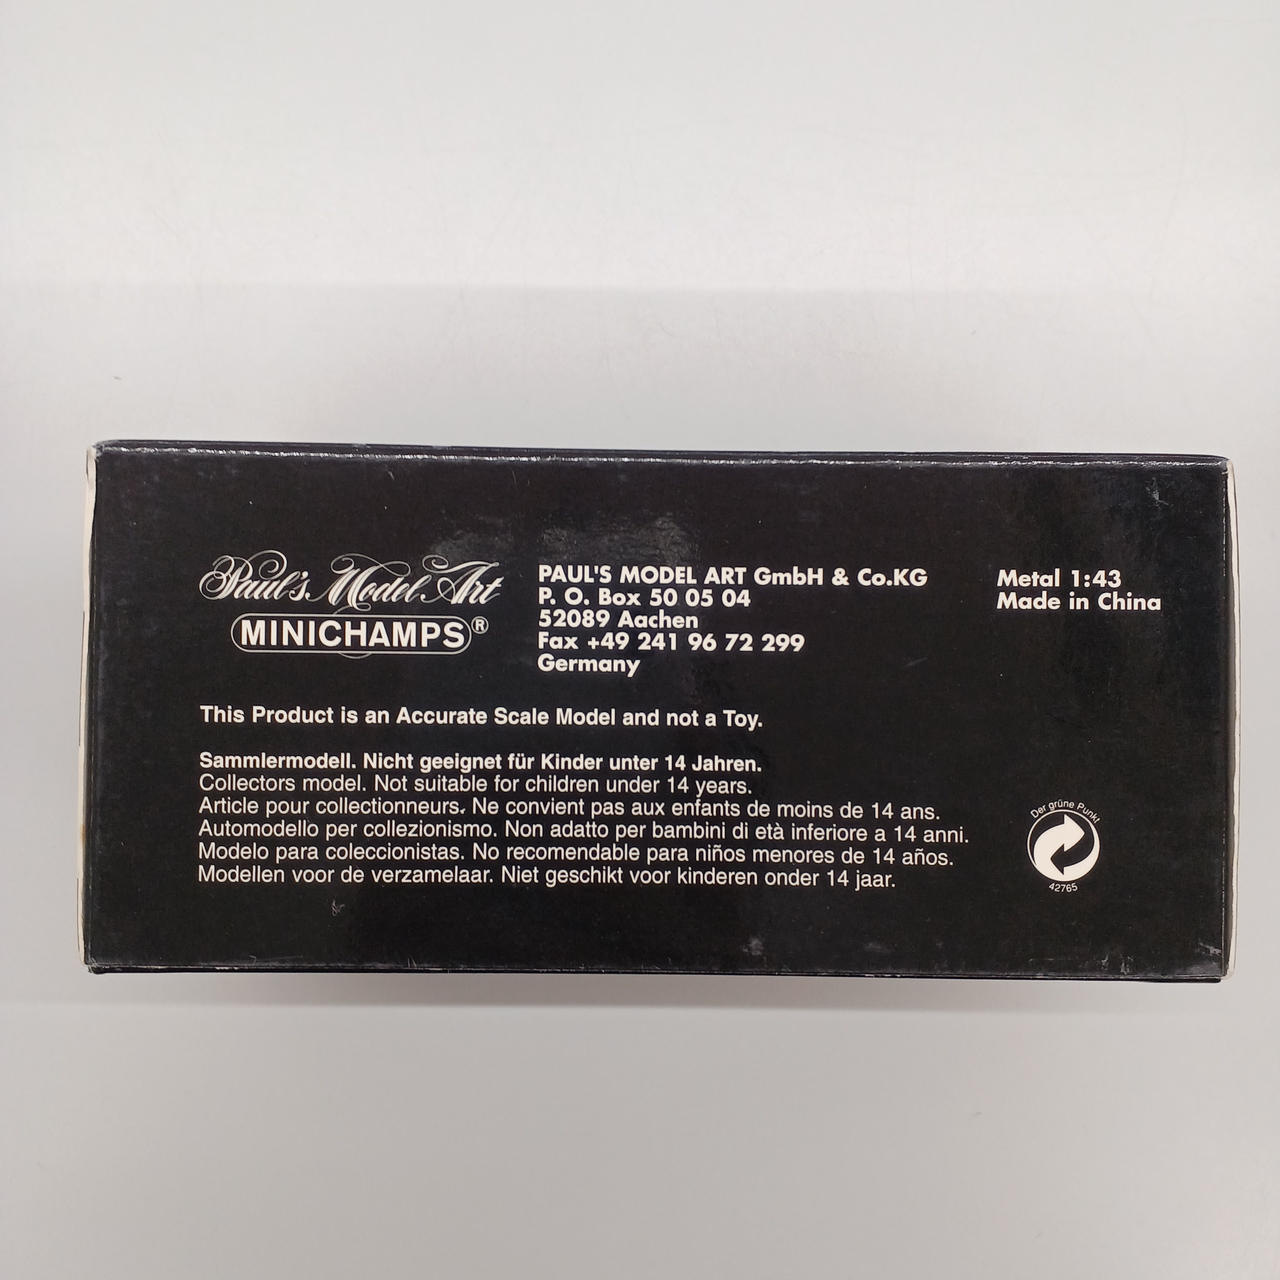 Paul's Model Art
MINICHAMPS®
PAUL'S MODEL ART GmbH & Co.KG
P. O. Box 50 05 04
52089 Aachen
Fax +49 241 96 72 299
Germany
Metal 1:43
Made in China
This Product is an Accurate Scale Model and not a Toy.
Sammlermodell. Nicht geeignet für Kinder unter 14 Jahren.
Collectors model. Not suitable for children under 14 years.
Article pour collectionneurs. Ne convient pas aux enfants de moins de 14 ans.
Automodello per collezionismo. Non adatto per bambini di età inferiore a 14 anni.
Modelo para coleccionistas. No recomendable para niños menores de 14 años.
Modellen voor de verzamelaar. Niet geschikt voor kinderen onder 14 jaar.
Der grüne Punkt
42765